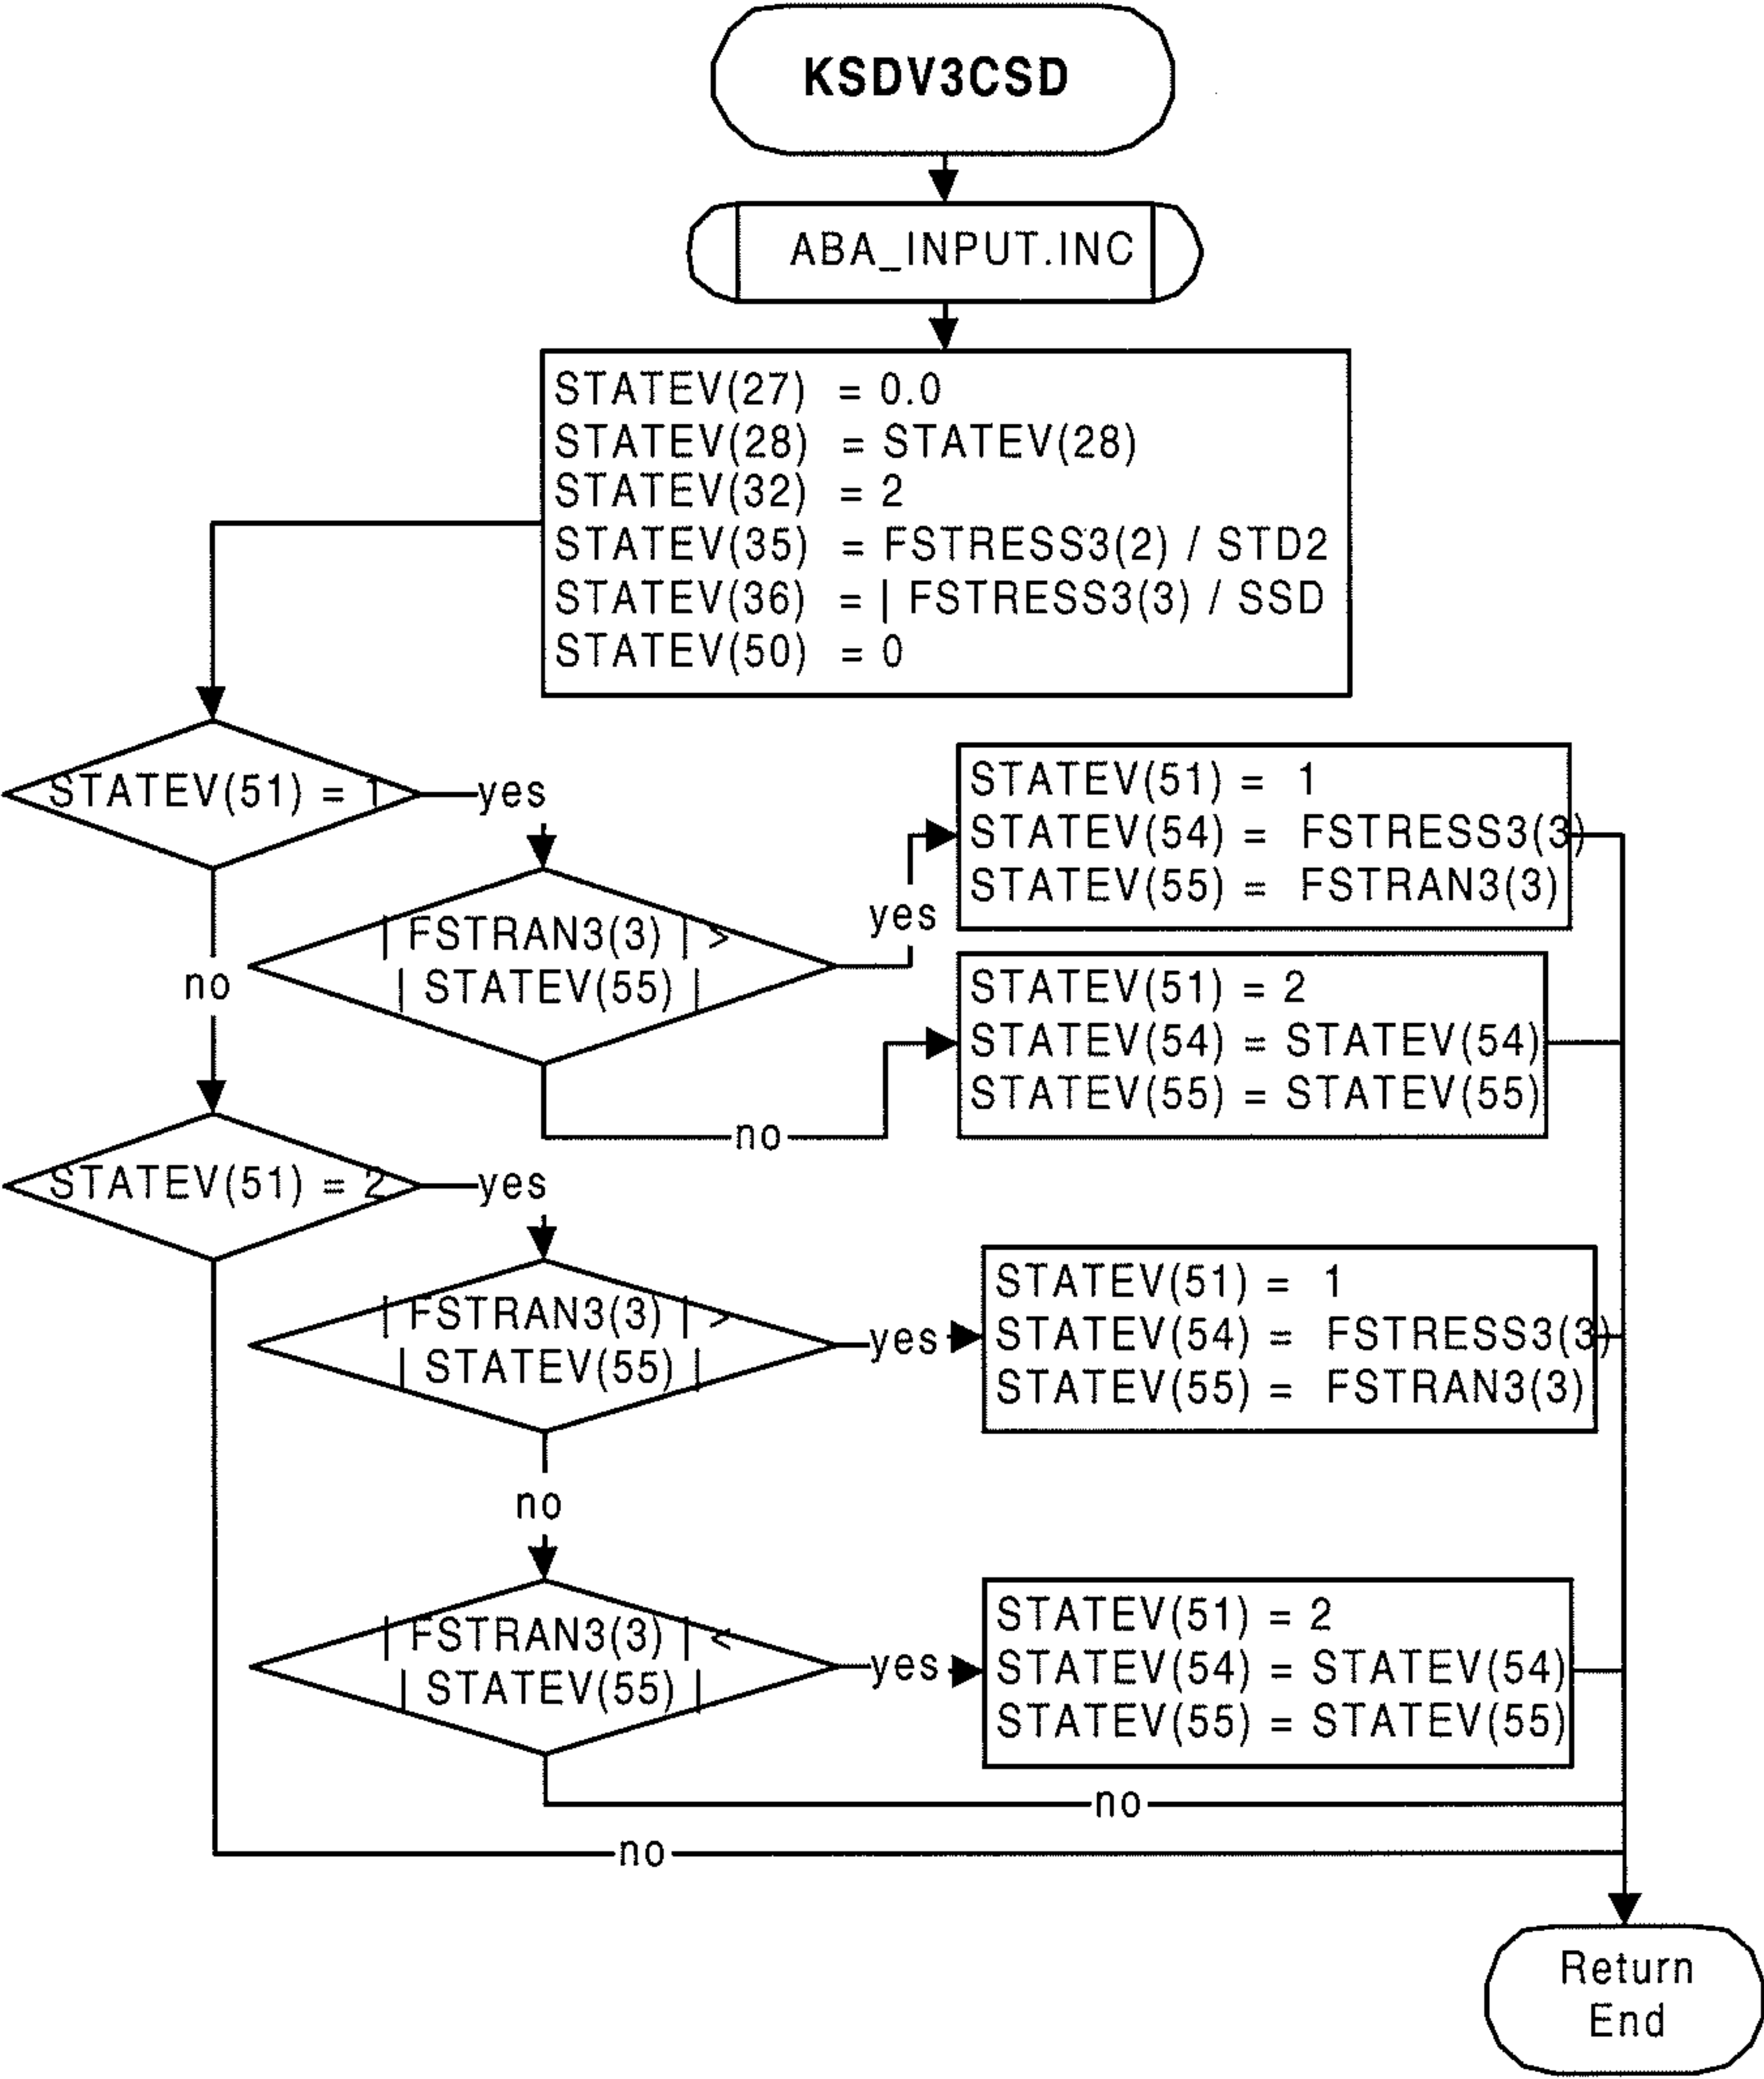 KSDV3CSD
ABA_INPUT.INC
STATEV(27) = 0.0
STATEV(28) = STATEV(28)
STATEV(32) = 2
STATEV(35) = FSTRESS3(2) / STD2
STATEV(36) = | FSTRESS3(3) / SSD
STATEV(50) = 0
STATEV(51) = 1
yes
| FSTRAN3(3) | >
| STATEV(55) |
yes
STATEV(51) = 1
STATEV(54) = FSTRESS3(3)
STATEV(55) = FSTRAN3(3)
no
no
STATEV(51) = 2
STATEV(54) = STATEV(54)
STATEV(55) = STATEV(55)
STATEV(51) = 2
yes
| FSTRAN3(3) | >
| STATEV(55) |
yes
STATEV(51) = 1
STATEV(54) = FSTRESS3(3)
STATEV(55) = FSTRAN3(3)
no
| FSTRAN3(3) | <
| STATEV(55) |
yes
STATEV(51) = 2
STATEV(54) = STATEV(54)
STATEV(55) = STATEV(55)
no
no
Return
End